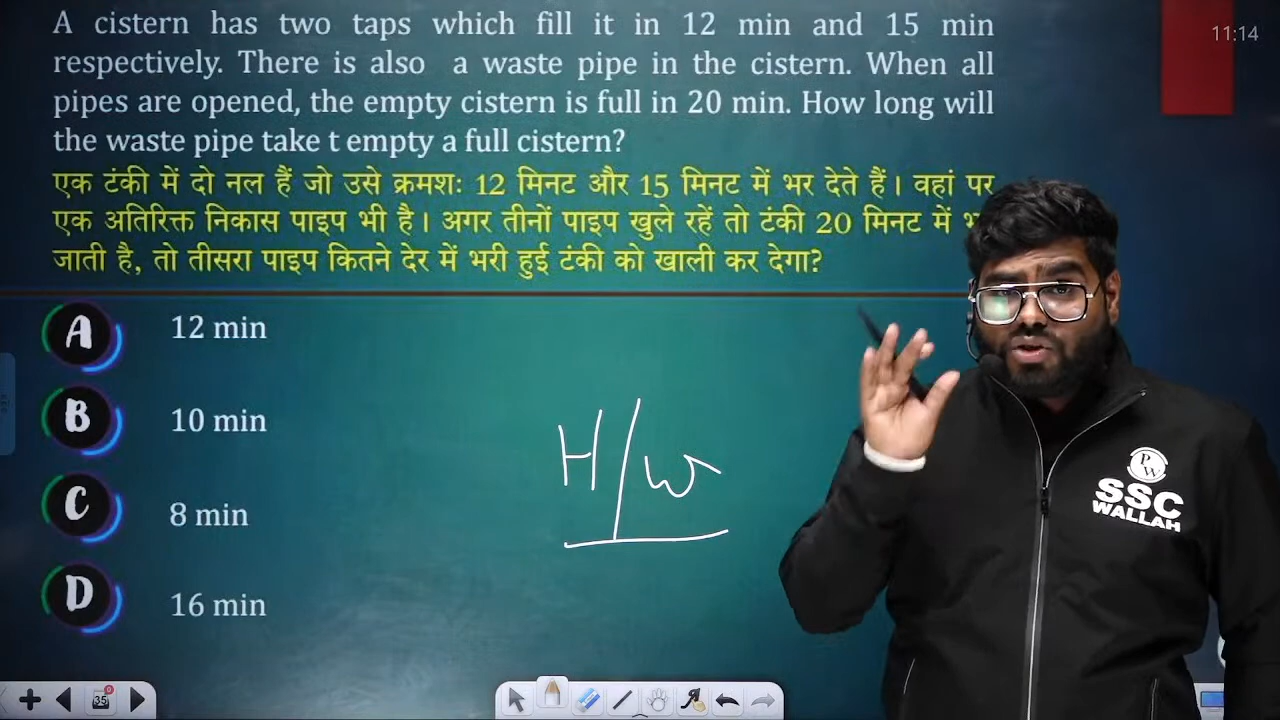 A cistern has two taps which fill it in 12 min and 15 min
11:14
respectively. There is also a waste pipe in the cistern. When all
pipes are opened, the empty cistern is full in 20 min. How long will
the waste pipe take t empty a full cistern?
एक टंकी में दो नल हैं जो उसे क्रमशः 12 मिनट और 15 मिनट में भर देते हैं। वहां पर
एक अतिरिक्त निकास पाइप भी है। अगर तीनों पाइप खुले रहें तो टंकी 20 मिनट में
जाती है, तो तीसरा पाइप कितने देर में भरी हुई टंकी को खाली कर देगा?
A 12 min
B 10 min
C 8 min
D 16 min
H/W
PW
SSC
WALLAH
35